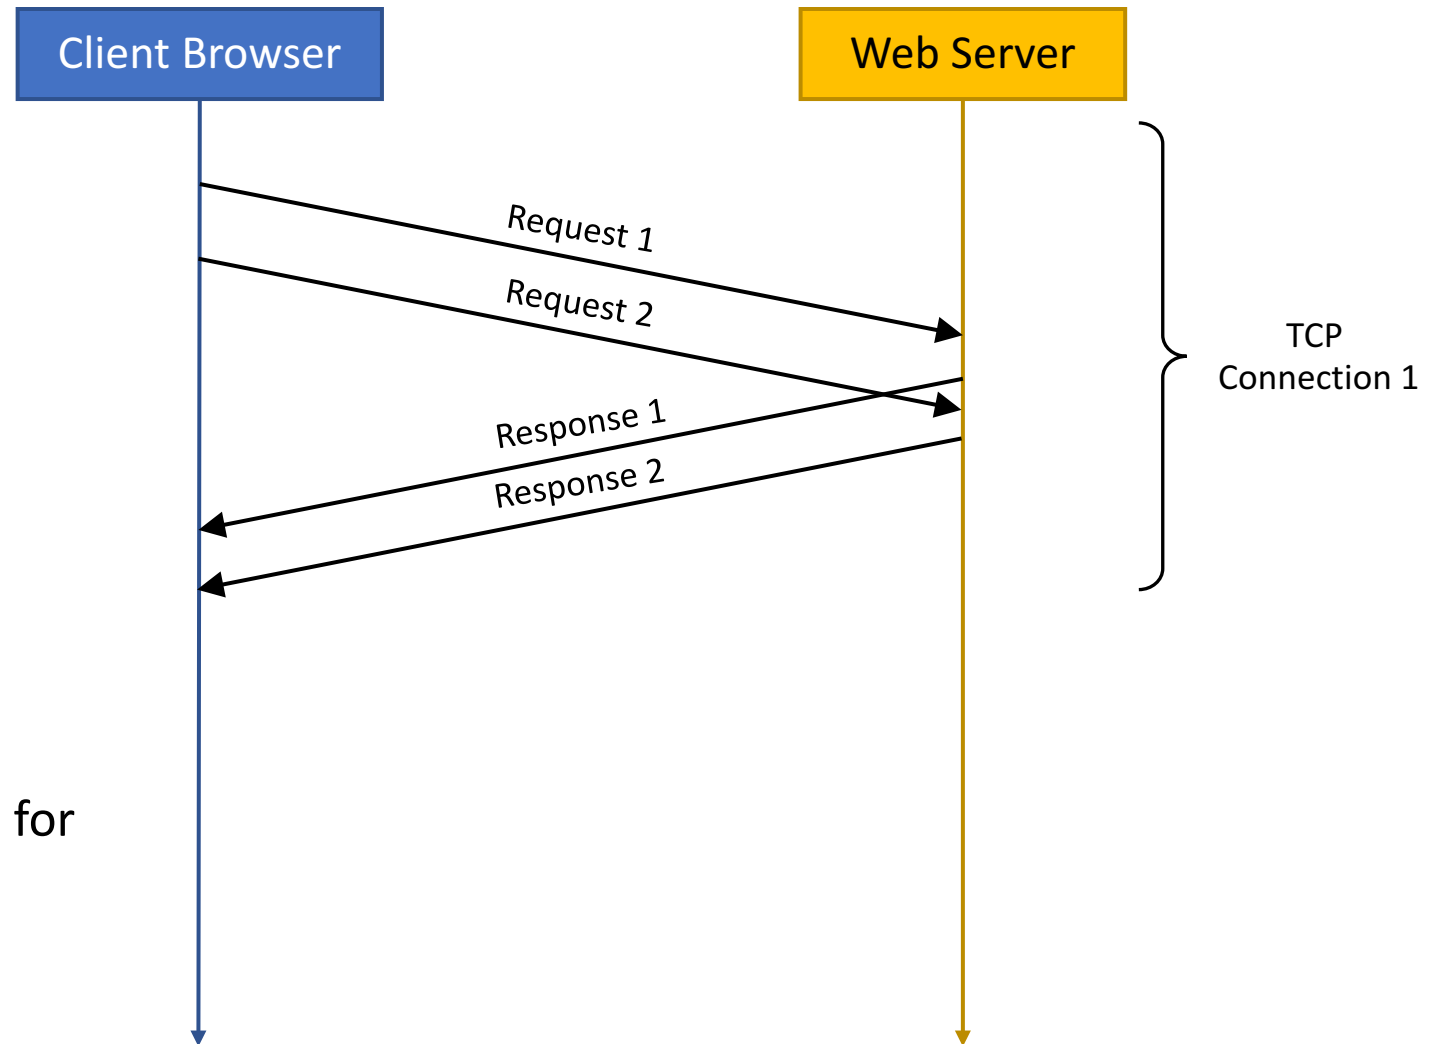 Client Browser
Web Server
Request 1
Request 2
TCP
Connection 1
Response 1
Response 2
for